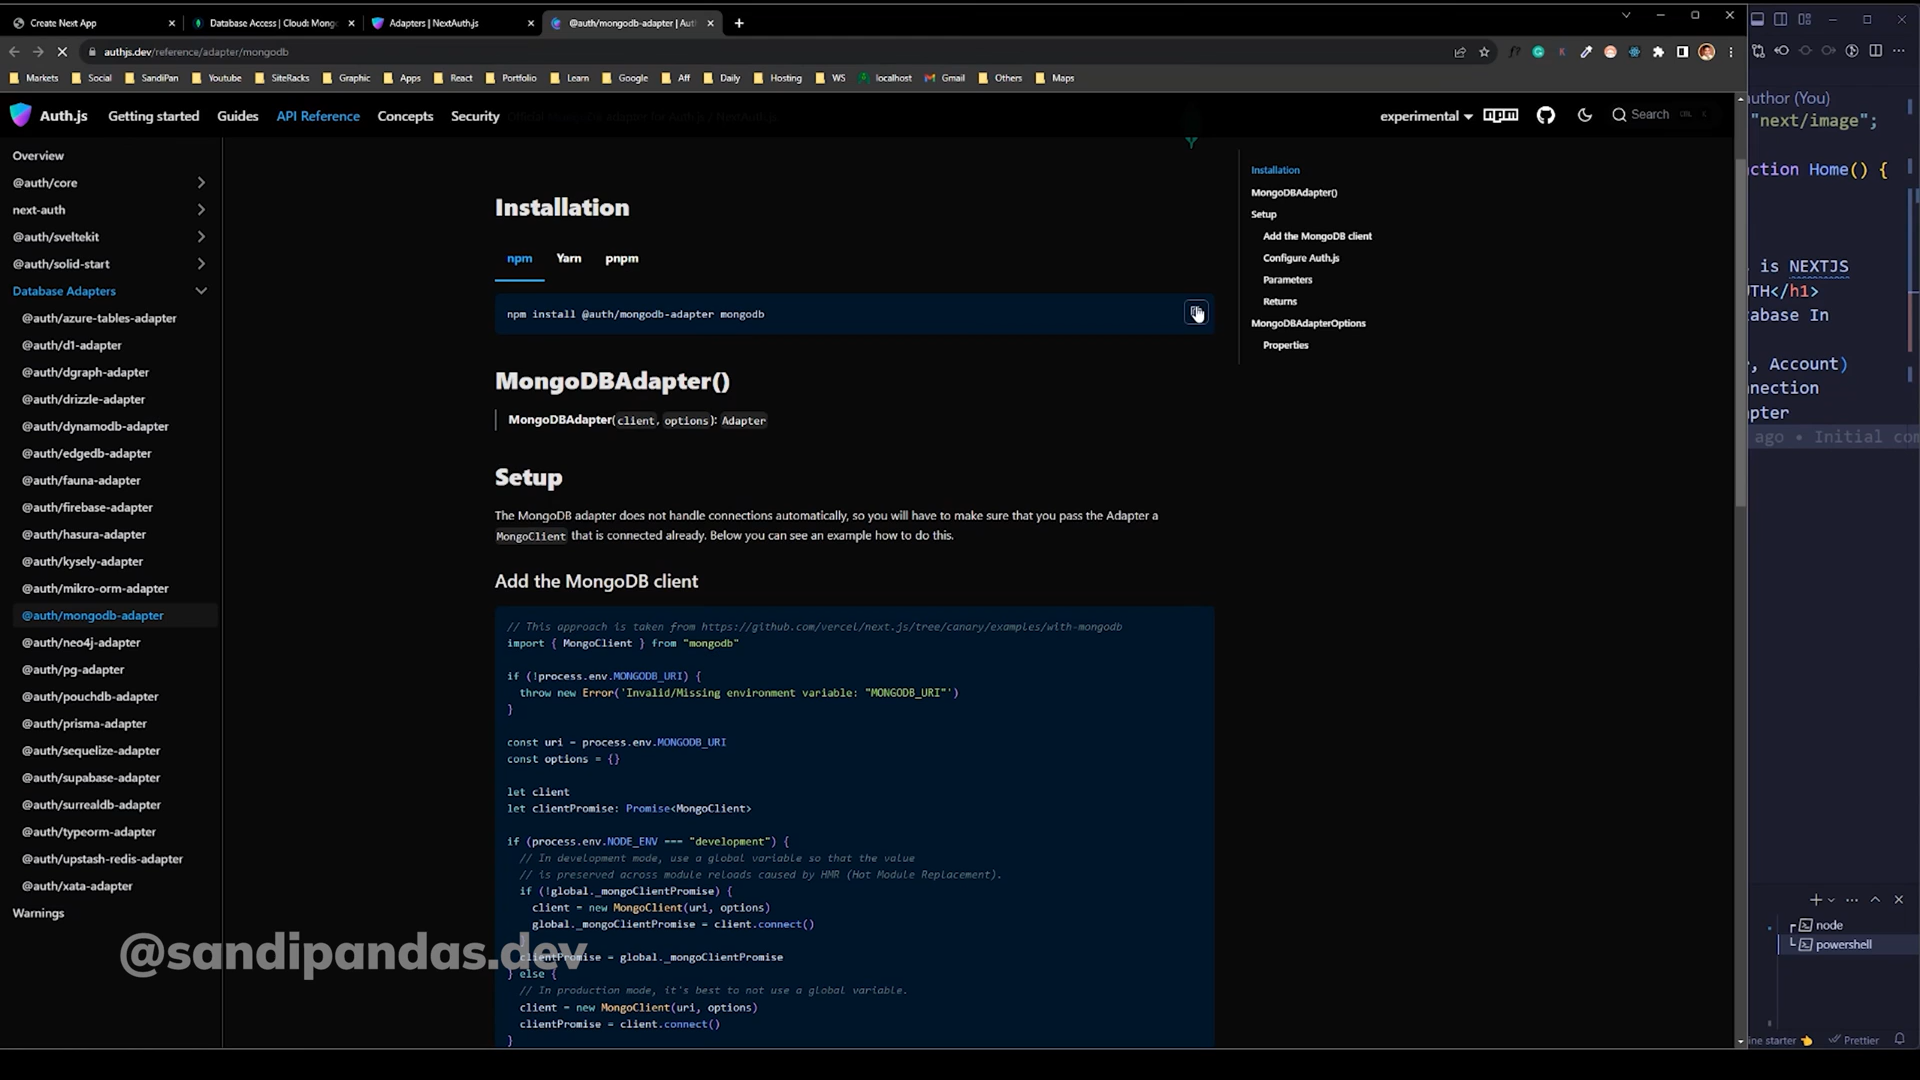 Create Next App
Database Access | Cloud: Mongo
Adapters | NextAuth.js
@auth/mongodb-adapter | Aut
authjs.dev/reference/adapter/mongodb
Markets
Social
SandiPan
Youtube
SiteRacks
Graphic
Apps
React
Portfolio
Learn
Google
Aff
Daily
Hosting
WS
localhost
Gmail
Others
Maps
Auth.js
Getting started
Guides
API Reference
Concepts
Security
experimental
npm
Search
Overview
@auth/core
next-auth
@auth/sveltekit
@auth/solid-start
Database Adapters
@auth/azure-tables-adapter
@auth/d1-adapter
@auth/dgraph-adapter
@auth/drizzle-adapter
@auth/dynamodb-adapter
@auth/edgedb-adapter
@auth/fauna-adapter
@auth/firebase-adapter
@auth/hasura-adapter
@auth/kysely-adapter
@auth/mikro-orm-adapter
@auth/mongodb-adapter
@auth/neo4j-adapter
@auth/pg-adapter
@auth/pouchdb-adapter
@auth/prisma-adapter
@auth/sequelize-adapter
@auth/supabase-adapter
@auth/surrealdb-adapter
@auth/typeorm-adapter
@auth/upstash-redis-adapter
@auth/xata-adapter
Warnings
Installation
npm Yarn pnpm
npm install @auth/mongodb-adapter mongodb
MongoDBAdapter()
MongoDBAdapter(client, options): Adapter
Setup
The MongoDB adapter does not handle connections automatically, so you will have to make sure that you pass the Adapter a
MongoClient that is connected already. Below you can see an example how to do this.
Add the MongoDB client
// This approach is taken from https://github.com/vercel/next.js/tree/canary/examples/with-mongodb
import { MongoClient } from "mongodb"
if (!process.env.MONGODB_URI) {
throw new Error('Invalid/Missing environment variable: "MONGODB_URI"')
}
const uri = process.env.MONGODB_URI
const options = {}
let client
let clientPromise: Promise<MongoClient>
if (process.env.NODE_ENV === "development") {
// In development mode, use a global variable so that the value
// is preserved across module reloads caused by HMR (Hot Module Replacement).
if (!global._mongoClientPromise) {
client = new MongoClient(uri, options)
global._mongoClientPromise = client.connect()
clientPromise = global._mongoClientPromise
} else {
// In production mode, it's best to not use a global variable.
client = new MongoClient(uri, options)
clientPromise = client.connect()
}
Installation
MongoDBAdapter()
Setup
Add the MongoDB client
Configure Auth.js
Parameters
Returns
MongoDBAdapterOptions
Properties
uthor (You)
"next/image";
ction Home() {
is NEXTJS
TH</h1>
tabase In
, Account)
nnection
pter
ago • Initial com
node
powershell
ine starter
Prettier
@sandipandas.dev